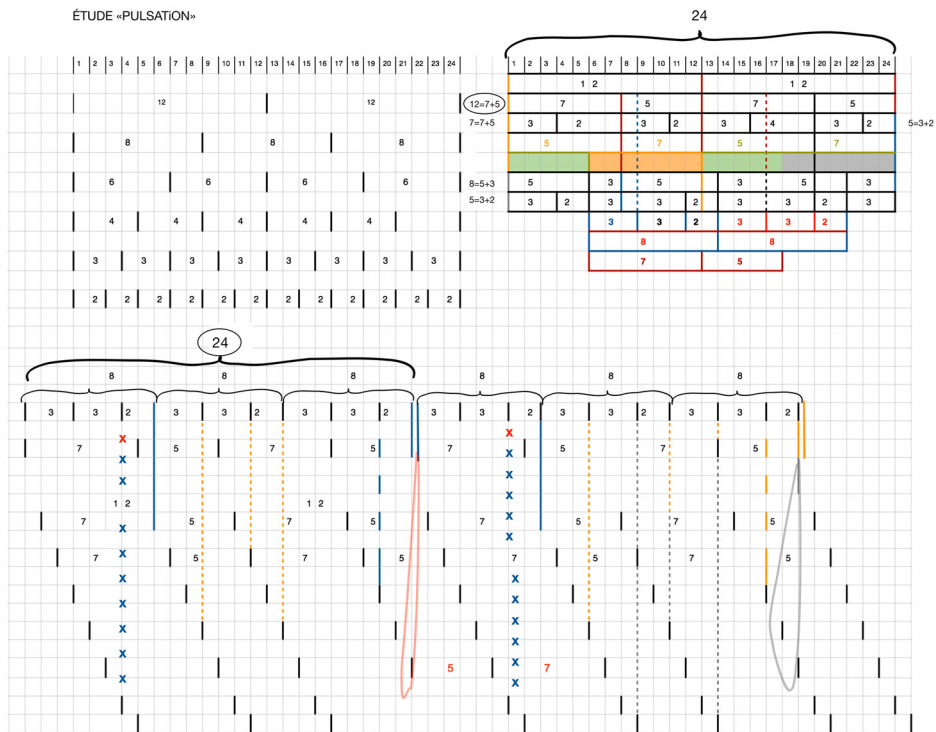 ÉTUDE «PULSATiON»
24
1 2 3 4 5 6 7 8 9 10 11 12 13 14 15 16 17 18 19 20 21 22 23 24 1 2 3 4 5 6 7 8 9 10 11 12 13 14 15 16 17 18 19 20 21 22 23 24
1 2 1 2
12 12 12=7+5 7 5 7 5
7=7+5 3 2 3 2 3 4 3 2 5=3+2
8 8 8 5 7 5 7
6 6 6 6 8=5+3 5 3 5 3 5 3
5=3+2 3 2 3 3 2 3 3 2 3
4 4 4 4 4 3 3 2 3 3 2
8 8
3 3 3 3 3 3 3 3 7 5
2 2 2 2 2 2 2 2 2 2 2 2
24
8 8 8 8 8 8
3 3 2 3 3 2 3 3 2 3 3 2 3 3 2 3 3 2
x x
7 5 7 5 7 5 7 5
x x
x x
1 2 1 2
x
7 5 7 5 7 5 7 5
x x
x
7 5 7 5 7 5 7 5
x
x x
x x
x x
x x
5 7
x x